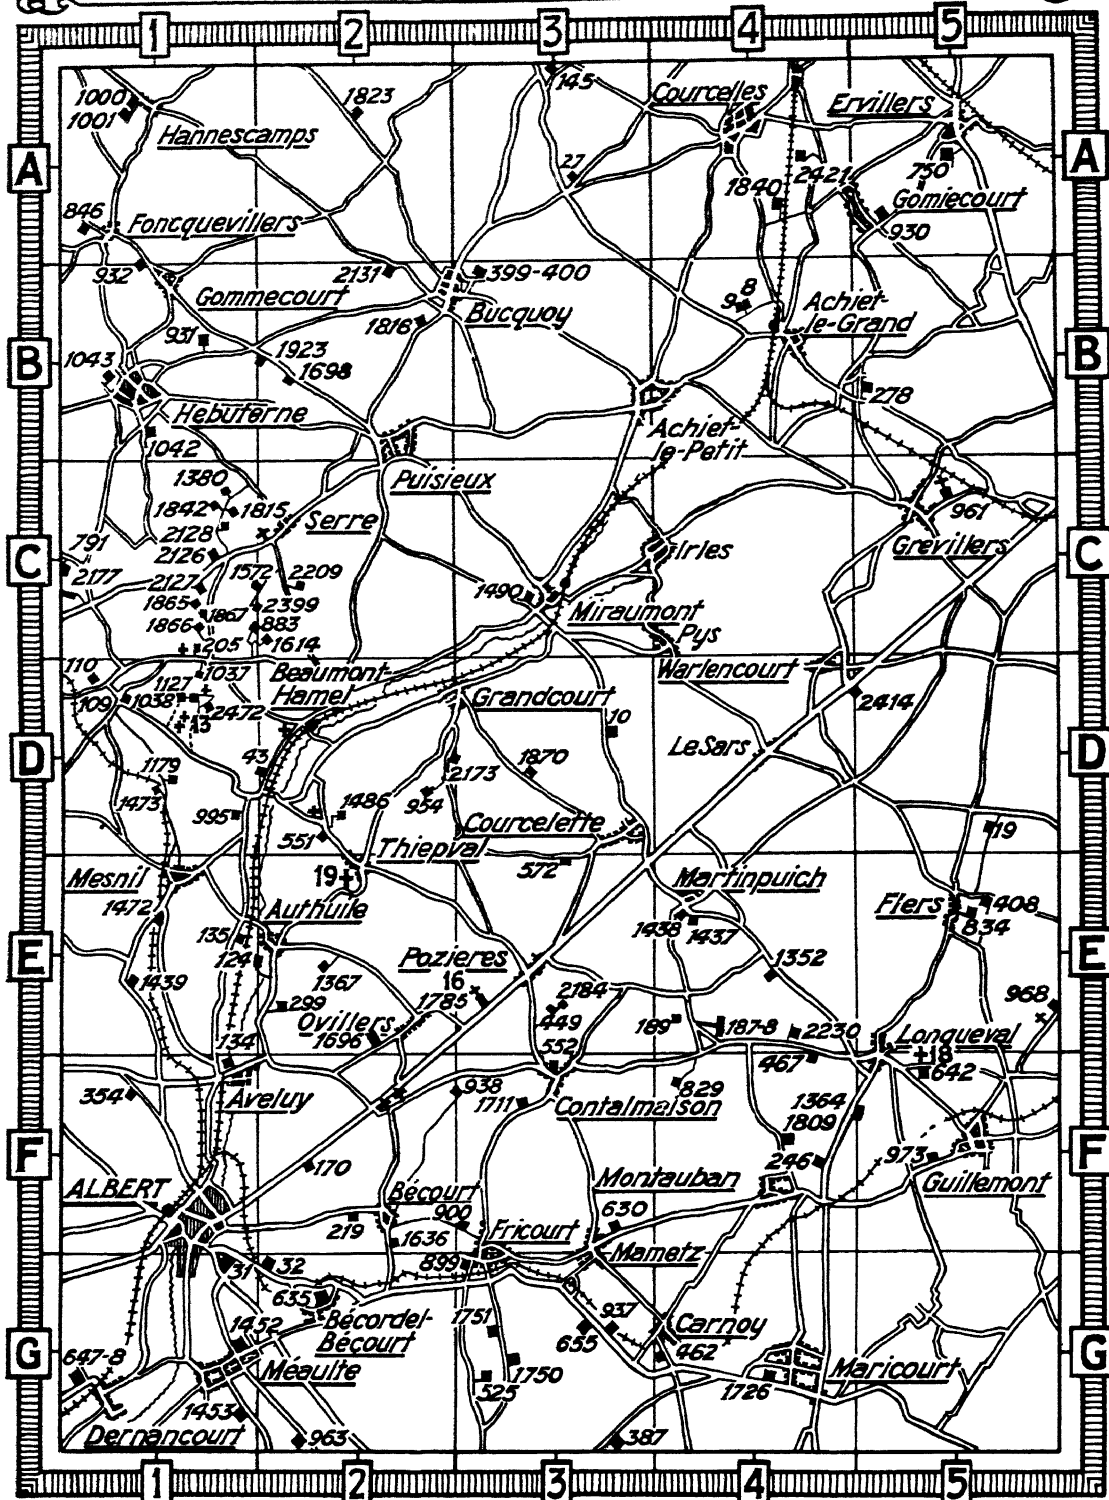 1 2 3 4 5
A
1000
1001
Hannescamps
1823
145
Courcelles
Ervillers
A
27
1840
2421
750
Gomiecourt
930
846
Foncquevillers
932
Gommecourt
2131
399-400
Bucquoy
1816
9-8
Achiet-
le-Grand
B
931
1043
1923
1698
278
B
Hébuterne
1042
Achiet-
le-Petit
Puisieux
1380
1842
1815
Serre
2128
2126
961
Grévillers
C
791
2177
2127
1572
2209
1865
1867
2399
1866
883
205
1614
1490
Irles
Miraumont
Pys
Warlencourt
C
110
109
1038
1127
1037
2472
13
Beaumont-
Hamel
Grandcourt
10
2414
Le Sars
D
43
1179
1473
995
1870
2173
954
1486
551
Courcelette
19
D
Thiepval
19
572
Mesnil
1472
Authuile
Martinpuich
1438
1437
Flers
408
834
E
135
124
1439
1367
299
Pozières
16
1785
Ovillers
1696
2184
449
1352
968
189
187-8
2230
467
Longueval
18
642
E
134
552
354
Aveluy
938
1711
Contalmaison
829
1364
1809
246
973
Guillemont
F
170
ALBERT
Bécourt
219
900
1636
Fricourt
899
Montauban
630
Mametz
F
31
32
635
Bécordel-
Bécourt
1452
1751
655
937
Carnoy
462
G
647-8
Méaulte
1750
525
1726
Maricourt
G
1453
Dernancourt
963
387
1 2 3 4 5